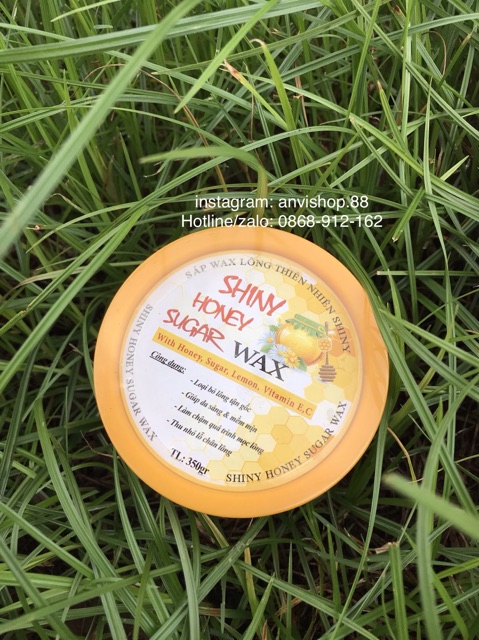 instagram: anvishop.88
Hotline/zalo: 0868-912-162
SÁP WAX LÔNG THIÊN NHIÊN SHINY
SHINY
HONEY
SUGAR WAX
With Honey, Sugar, Lemon, Vitamin E.C
Công dụng:
- Loại bỏ lông tận gốc
- Giúp da sáng & mềm mịn
- Làm chậm quá trình mọc lông
- Thu nhỏ lỗ chân lông
TL: 350gr
SHINY HONEY SUGAR WAX
SHINY HONEY SUGAR WAX